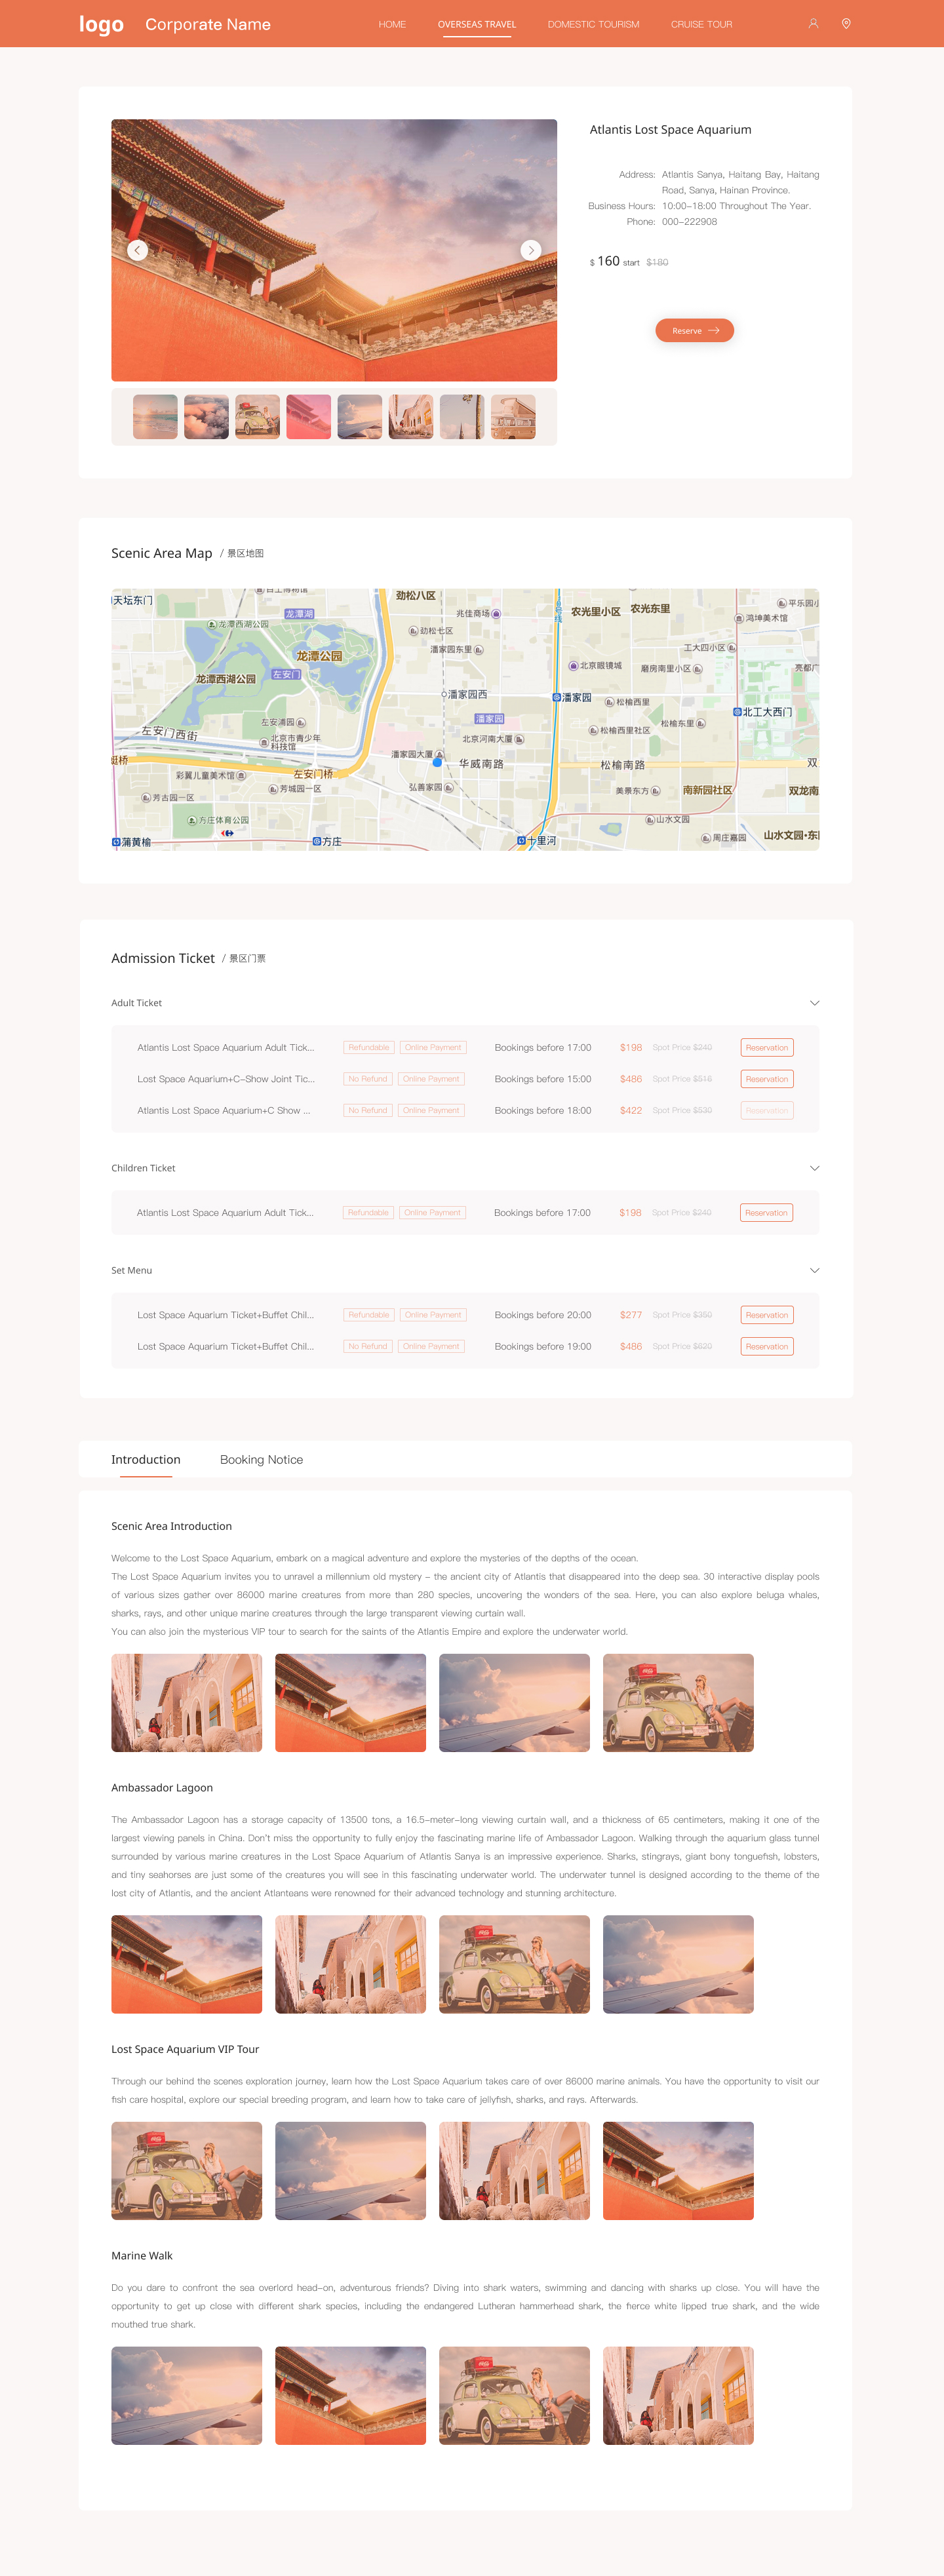 logo Corporate Name HOME OVERSEAS TRAVEL DOMESTIC TOURISM CRUISE TOUR
Atlantis Lost Space Aquarium
Address: Atlantis Sanya, Haitang Bay, Haitang
Road, Sanya, Hainan Province.
Business Hours: 10:00-18:00 Throughout The Year.
Phone: 000-222908
$ 160 start $180
Reserve
Scenic Area Map / 景区地图
天坛东门
劲松八区
农光里小区
农光东里
平乐园小
龙潭湖
兆佳商场
鸿坤美术馆
龙潭西湖公园
劲松七区
龙潭公园
潘家园东里
工大四小区
左安门
北京眼镜城
磨房南里小区
亮都广
龙潭西湖公园
潘家园西
潘家园
松榆西里
北工大西门
左安浦园
潘家园
松榆东里
左安门西街
北京市青少年
科技馆
北京河南大厦
松榆西里社区
潘家园大厦
华威南路
松榆南路
双
彩翼儿童美术馆
左安门桥
芳城园一区
弘善家园
美景东方
南新园社区
双龙南
芳古园一区
方庄体育公园
山水文园
蒲黄榆
方庄
十里河
周庄嘉园
山水文园·东
Admission Ticket / 景区门票
Adult Ticket
Atlantis Lost Space Aquarium Adult Tick... Refundable Online Payment Bookings before 17:00 $198 Spot Price $240 Reservation
Lost Space Aquarium+C-Show Joint Tic... No Refund Online Payment Bookings before 15:00 $486 Spot Price $516 Reservation
Atlantis Lost Space Aquarium+C Show ... No Refund Online Payment Bookings before 18:00 $422 Spot Price $530 Reservation
Children Ticket
Atlantis Lost Space Aquarium Adult Tick... Refundable Online Payment Bookings before 17:00 $198 Spot Price $240 Reservation
Set Menu
Lost Space Aquarium Ticket+Buffet Chil... Refundable Online Payment Bookings before 20:00 $277 Spot Price $350 Reservation
Lost Space Aquarium Ticket+Buffet Chil... No Refund Online Payment Bookings before 19:00 $486 Spot Price $620 Reservation
Introduction Booking Notice
Scenic Area Introduction
Welcome to the Lost Space Aquarium, embark on a magical adventure and explore the mysteries of the depths of the ocean.
The Lost Space Aquarium invites you to unravel a millennium old mystery - the ancient city of Atlantis that disappeared into the deep sea. 30 interactive display pools
of various sizes gather over 86000 marine creatures from more than 280 species, uncovering the wonders of the sea. Here, you can also explore beluga whales,
sharks, rays, and other unique marine creatures through the large transparent viewing curtain wall.
You can also join the mysterious VIP tour to search for the saints of the Atlantis Empire and explore the underwater world.
Ambassador Lagoon
The Ambassador Lagoon has a storage capacity of 13500 tons, a 16.5-meter-long viewing curtain wall, and a thickness of 65 centimeters, making it one of the
largest viewing panels in China. Don't miss the opportunity to fully enjoy the fascinating marine life of Ambassador Lagoon. Walking through the aquarium glass tunnel
surrounded by various marine creatures in the Lost Space Aquarium of Atlantis Sanya is an impressive experience. Sharks, stingrays, giant bony tonguefish, lobsters,
and tiny seahorses are just some of the creatures you will see in this fascinating underwater world. The underwater tunnel is designed according to the theme of the
lost city of Atlantis, and the ancient Atlanteans were renowned for their advanced technology and stunning architecture.
Lost Space Aquarium VIP Tour
Through our behind the scenes exploration journey, learn how the Lost Space Aquarium takes care of over 86000 marine animals. You have the opportunity to visit our
fish care hospital, explore our special breeding program, and learn how to take care of jellyfish, sharks, and rays. Afterwards.
Marine Walk
Do you dare to confront the sea overlord head-on, adventurous friends? Diving into shark waters, swimming and dancing with sharks up close. You will have the
opportunity to get up close with different shark species, including the endangered Lutheran hammerhead shark, the fierce white lipped true shark, and the wide
mouthed true shark.